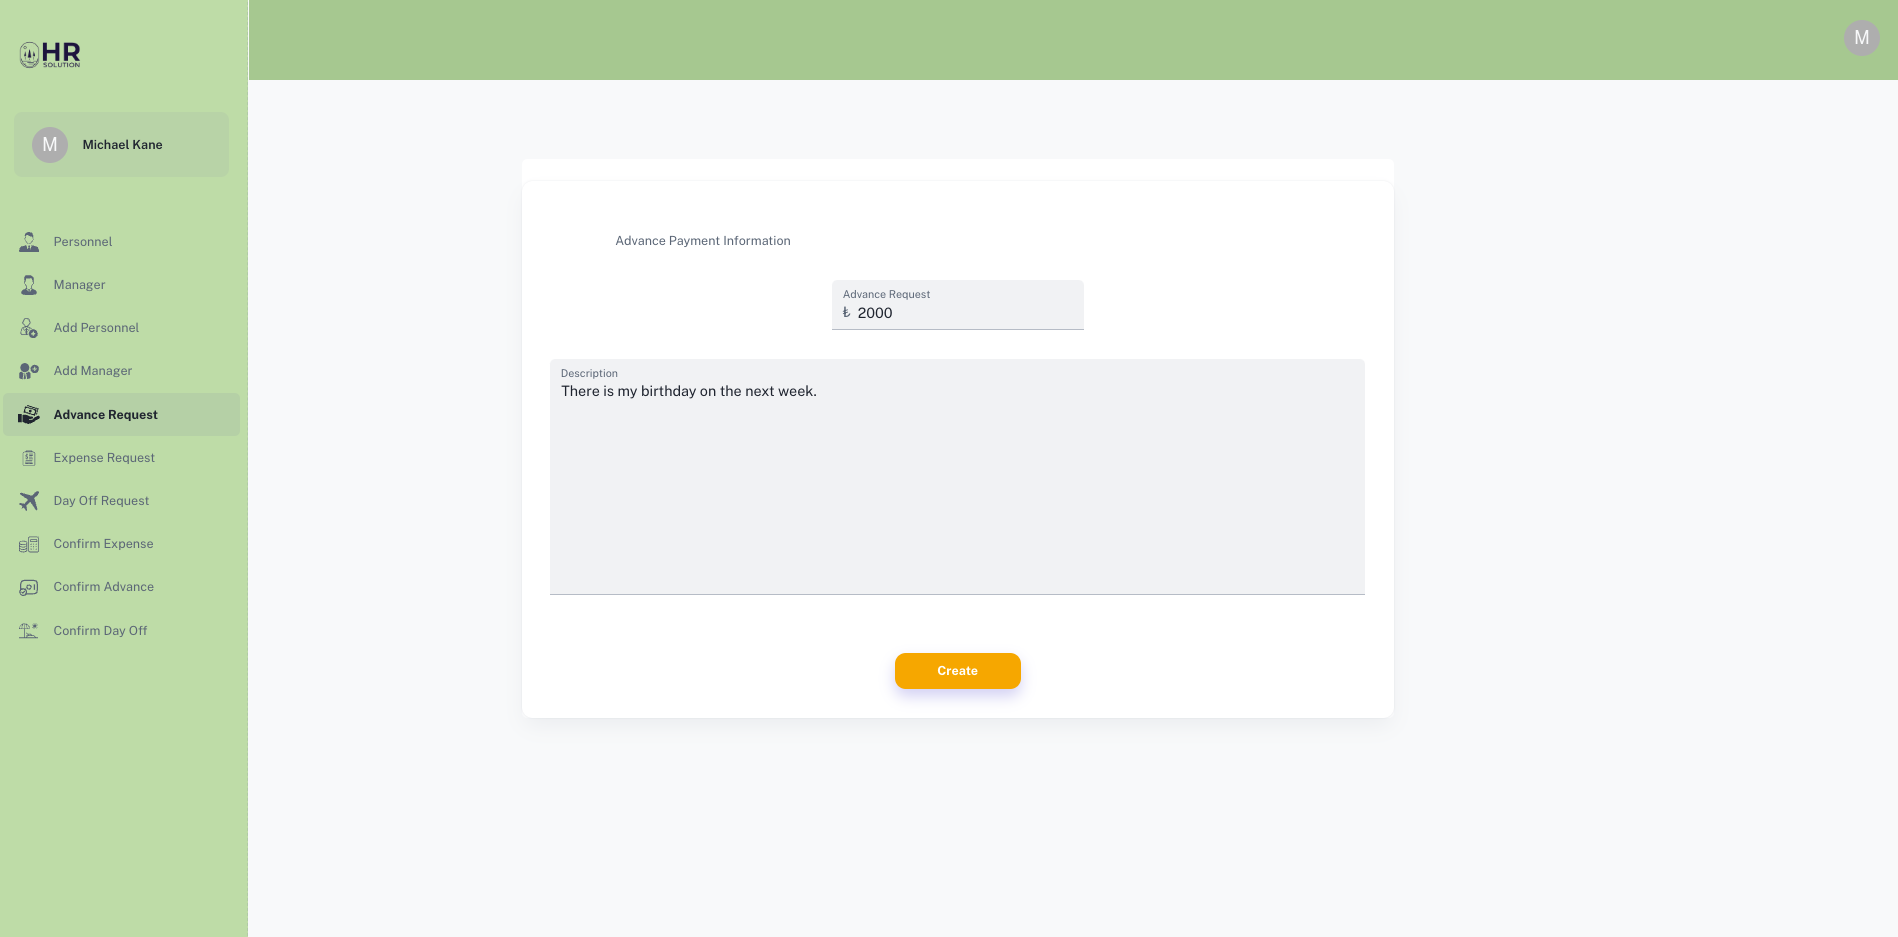 HR
SOLUTION
M
M
Michael Kane
Personnel
Manager
Add Personnel
Add Manager
Advance Request
Expense Request
Day Off Request
Confirm Expense
Confirm Advance
Confirm Day Off
Advance Payment Information
Advance Request
₺ 2000
Description
There is my birthday on the next week.
Create